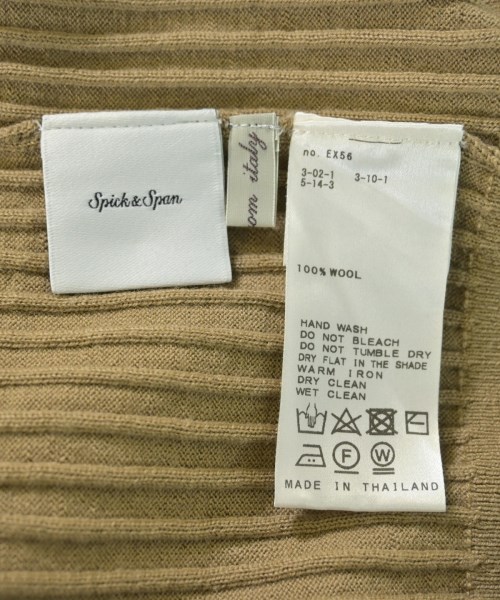 Spick&Span
om italy
no. EX56
3-02-1 3-10-1
5-14-3
100% WOOL
HAND WASH
DO NOT BLEACH
DO NOT TUMBLE DRY
DRY FLAT IN THE SHADE
WARM IRON
DRY CLEAN
WET CLEAN
F W
MADE IN THAILAND